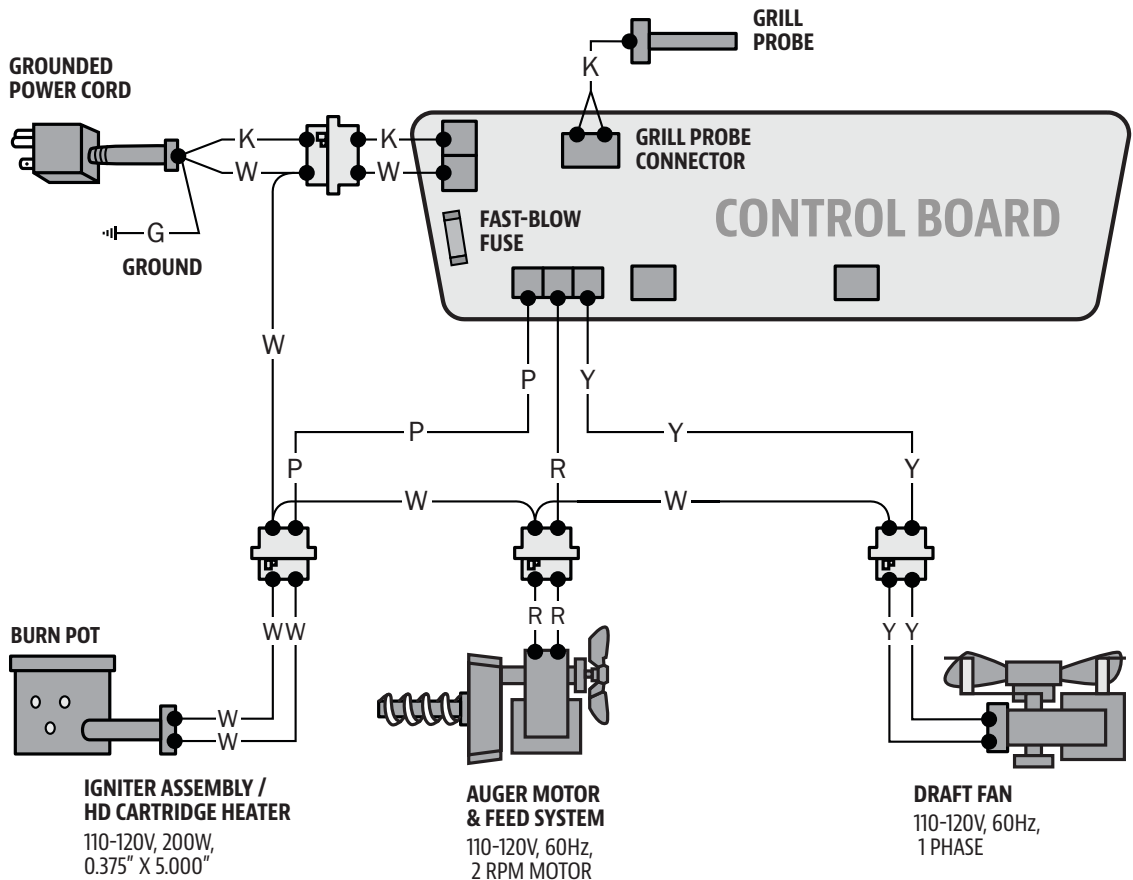 GRILL
PROBE
GROUNDED
POWER CORD
K
K
K
GRILL PROBE
CONNECTOR
W
W
CONTROL BOARD
FAST-BLOW
FUSE
G
GROUND
W
P
Y
P
Y
P
R
Y
W
W
R R
BURN POT
W W
Y Y
W
W
IGNITER ASSEMBLY /
HD CARTRIDGE HEATER
110-120V, 200W,
0.375" X 5.000"
AUGER MOTOR
& FEED SYSTEM
110-120V, 60Hz,
2 RPM MOTOR
DRAFT FAN
110-120V, 60Hz,
1 PHASE